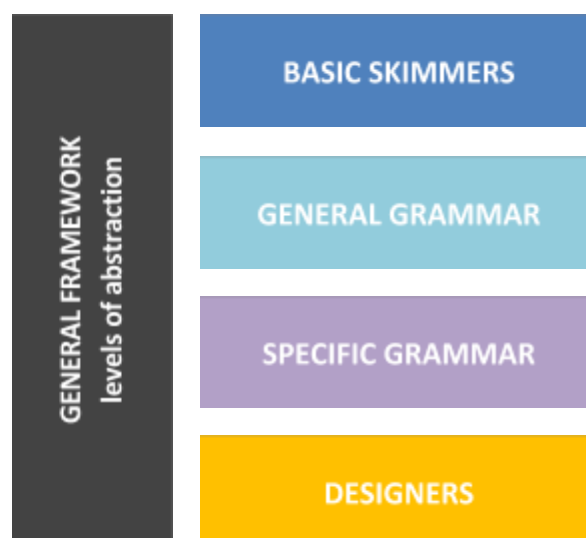 GENERAL FRAMEWORK
levels of abstraction
BASIC SKIMMERS
GENERAL GRAMMAR
SPECIFIC GRAMMAR
DESIGNERS